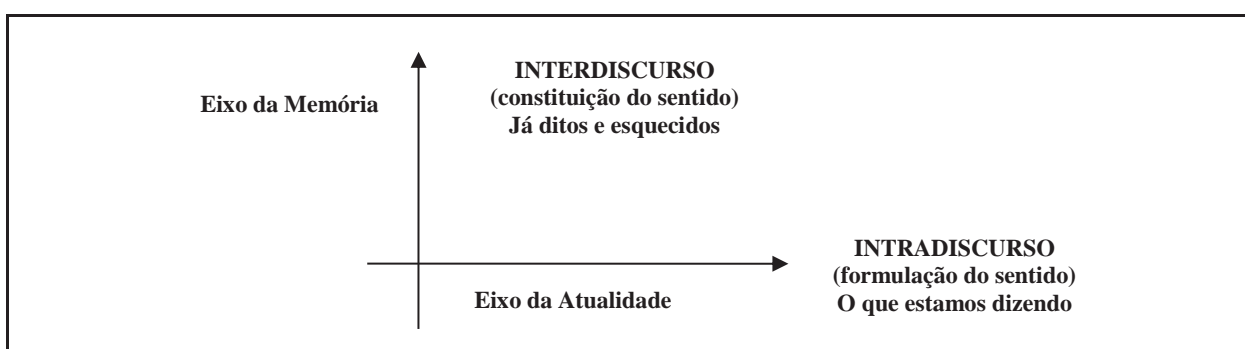 INTERDISCURSO
(constituição do sentido)
Já ditos e esquecidos
Eixo da Memória
INTRADISCURSO
(formulação do sentido)
O que estamos dizendo
Eixo da Atualidade